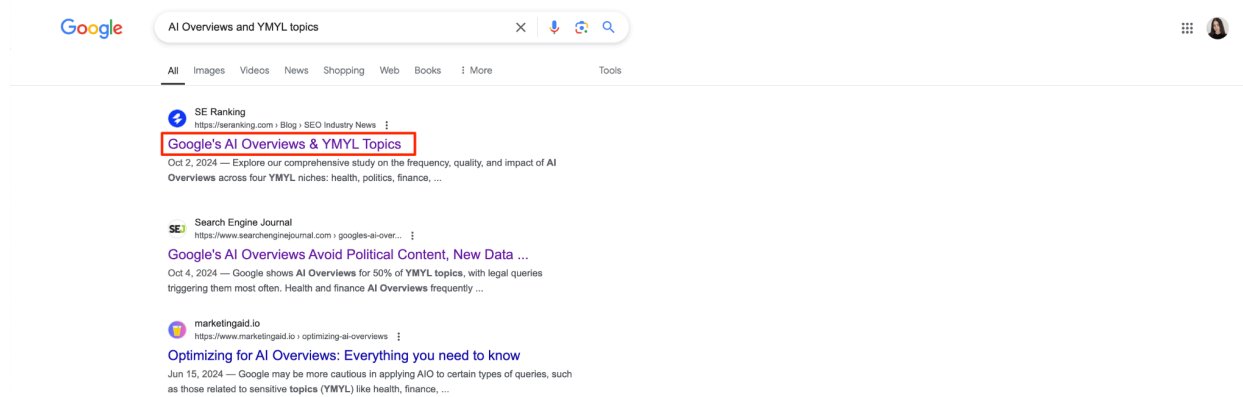 Google
AI Overviews and YMYL topics
All Images Videos News Shopping Web Books More Tools
SE Ranking
https://seranking.com › Blog › SEO Industry News
Google's AI Overviews & YMYL Topics
Oct 2, 2024 — Explore our comprehensive study on the frequency, quality, and impact of AI
Overviews across four YMYL niches: health, politics, finance, ...
SEJ
Search Engine Journal
https://www.searchenginejournal.com › googles-ai-over...
Google's AI Overviews Avoid Political Content, New Data ...
Oct 4, 2024 — Google shows AI Overviews for 50% of YMYL topics, with legal queries
triggering them most often. Health and finance AI Overviews frequently ...
marketingaid.io
https://www.marketingaid.io › optimizing-ai-overviews
Optimizing for AI Overviews: Everything you need to know
Jun 15, 2024 — Google may be more cautious in applying AIO to certain types of queries, such
as those related to sensitive topics (YMYL) like health, finance, ...